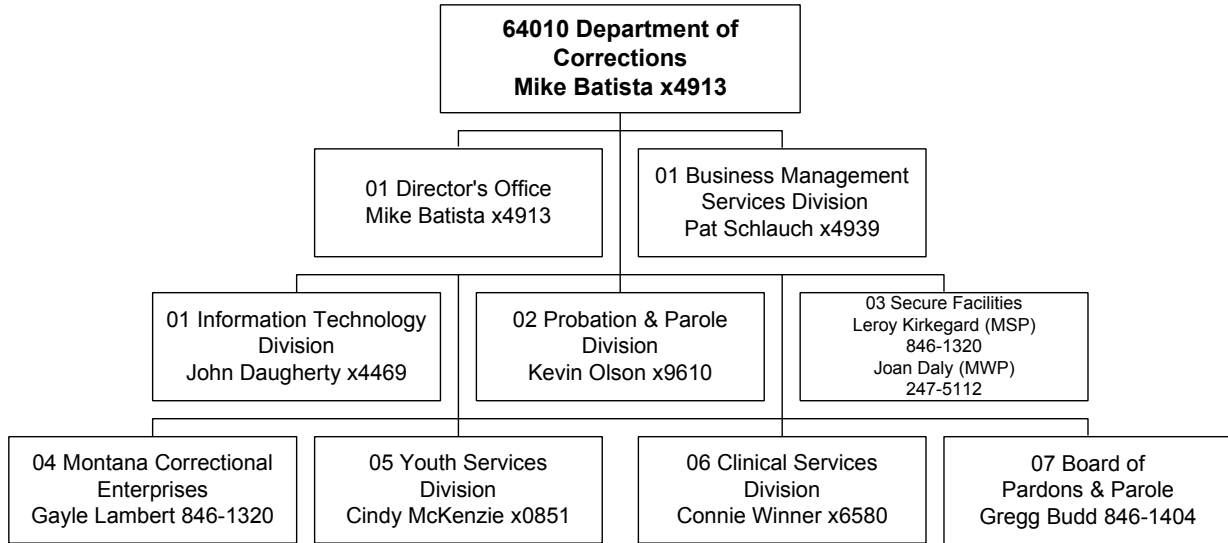 64010 Department of
Corrections
Mike Batista x4913
01 Director's Office
Mike Batista x4913
01 Business Management
Services Division
Pat Schlauch x4939
01 Information Technology
Division
John Daugherty x4469
02 Probation & Parole
Division
Kevin Olson x9610
03 Secure Facilities
Leroy Kirkegard (MSP)
846-1320
Joan Daly (MWP)
247-5112
04 Montana Correctional
Enterprises
Gayle Lambert 846-1320
05 Youth Services
Division
Cindy McKenzie x0851
06 Clinical Services
Division
Connie Winner x6580
07 Board of
Pardons & Parole
Gregg Budd 846-1404